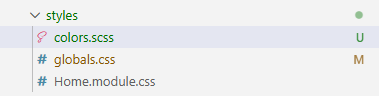 styles
colors.scss U
# globals.css M
# Home.module.css